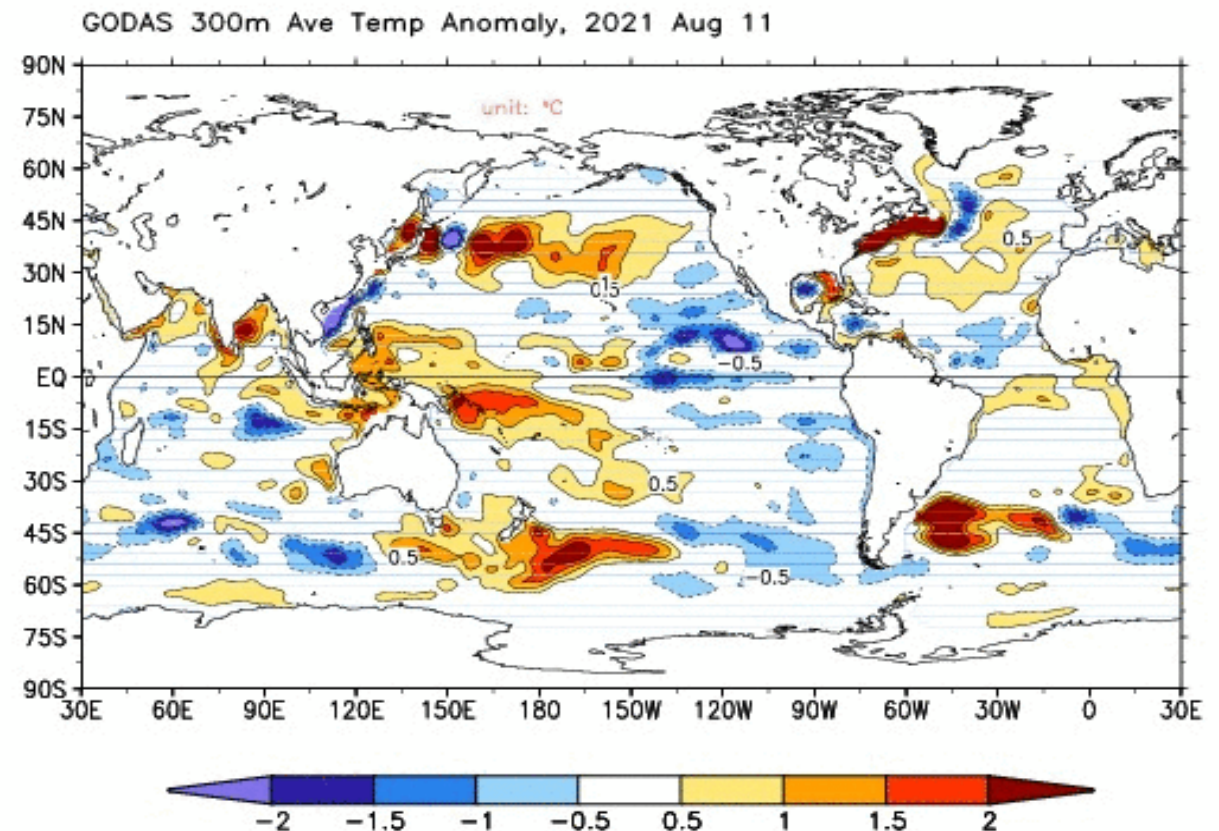 GODAS 300m Ave Temp Anomaly, 2021 Aug 11
90N
unit: °C
75N
60N
45N
0.5
30N
1
0.5
15N
−0.5
EQ
15S
30S
0.5
45S
0.5
−0.5
60S
75S
90S
30E 60E 90E 120E 150E 180 150W 120W 90W 60W 30W 0 30E
−2 −1.5 −1 −0.5 0.5 1 1.5 2